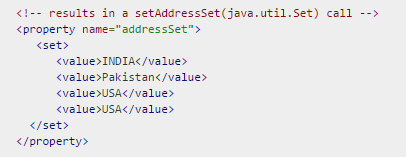 <!-- results in a setAddressSet(java.util.Set) call -->
<property name="addressSet">
<set>
<value>INDIA</value>
<value>Pakistan</value>
<value>USA</value>
<value>USA</value>
</set>
</property>